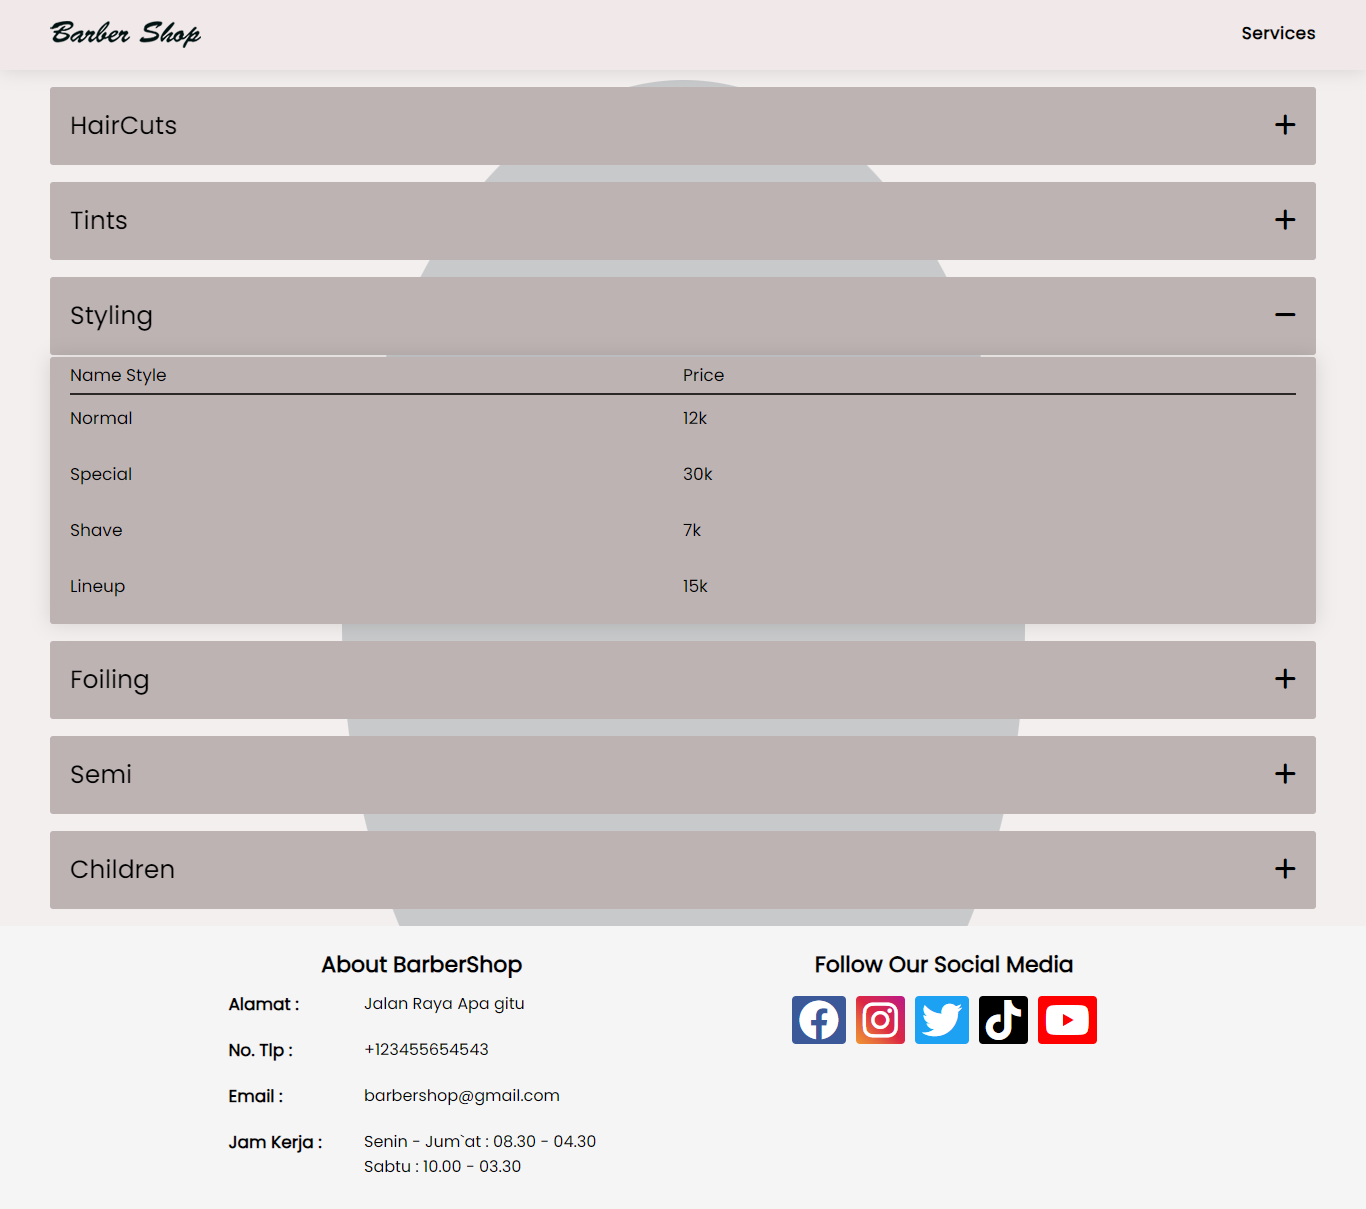 Barber Shop
Services
HairCuts
Tints
Styling
Name Style Price
Normal 12k
Special 30k
Shave 7k
Lineup 15k
Foiling
Semi
Children
About BarberShop
Alamat : Jalan Raya Apa gitu
No. Tlp : +123455654543
Email : barbershop@gmail.com
Jam Kerja : Senin - Jum`at : 08.30 - 04.30
Sabtu : 10.00 - 03.30
Follow Our Social Media